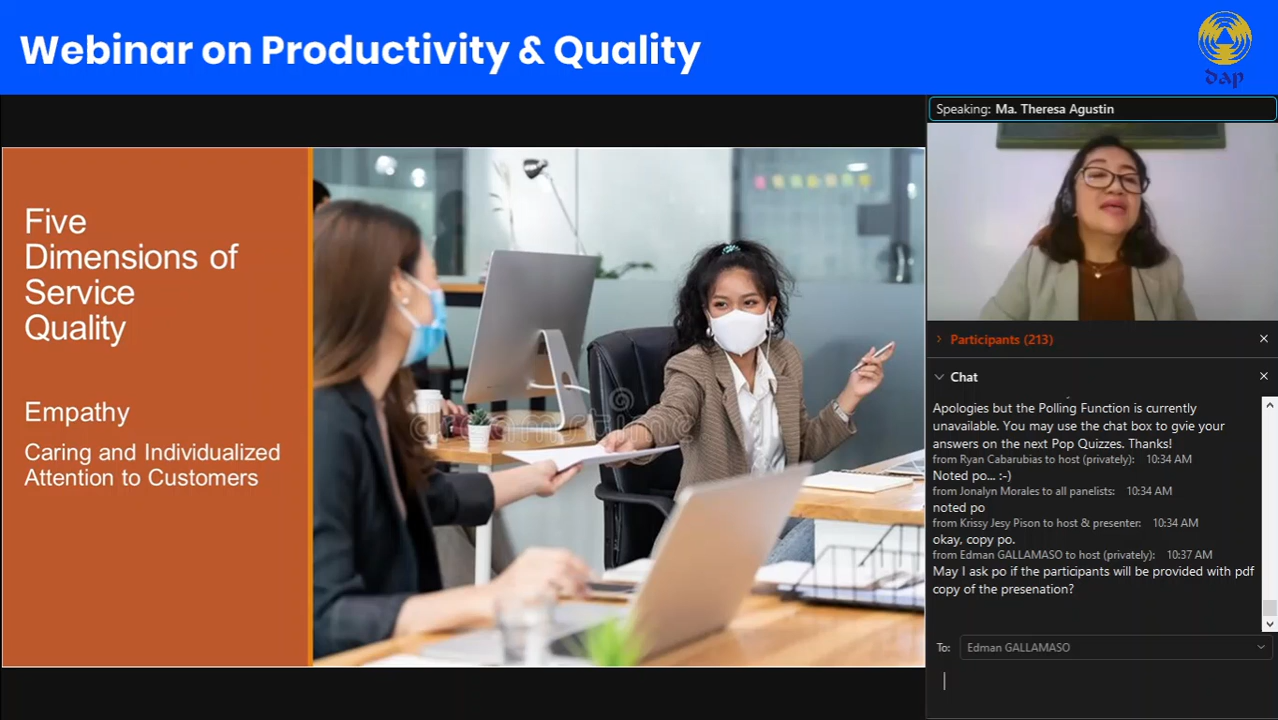 Webinar on Productivity & Quality
dap
Five
Dimensions of
Service
Quality
Empathy
Caring and Individualized
Attention to Customers
dreamstime
Speaking: Ma. Theresa Agustin
Participants (213)
Chat
Apologies but the Polling Function is currently
unavailable. You may use the chat box to gvie your
answers on the next Pop Quizzes. Thanks!
from Ryan Cabarubias to host (privately): 10:34 AM
Noted po... :-)
from Jonalyn Morales to all panelists: 10:34 AM
noted po
from Krissy Jesy Pison to host & presenter: 10:34 AM
okay, copy po.
from Edman GALLAMASO to host (privately): 10:37 AM
May I ask po if the participants will be provided with pdf
copy of the presenation?
To: Edman GALLAMASO